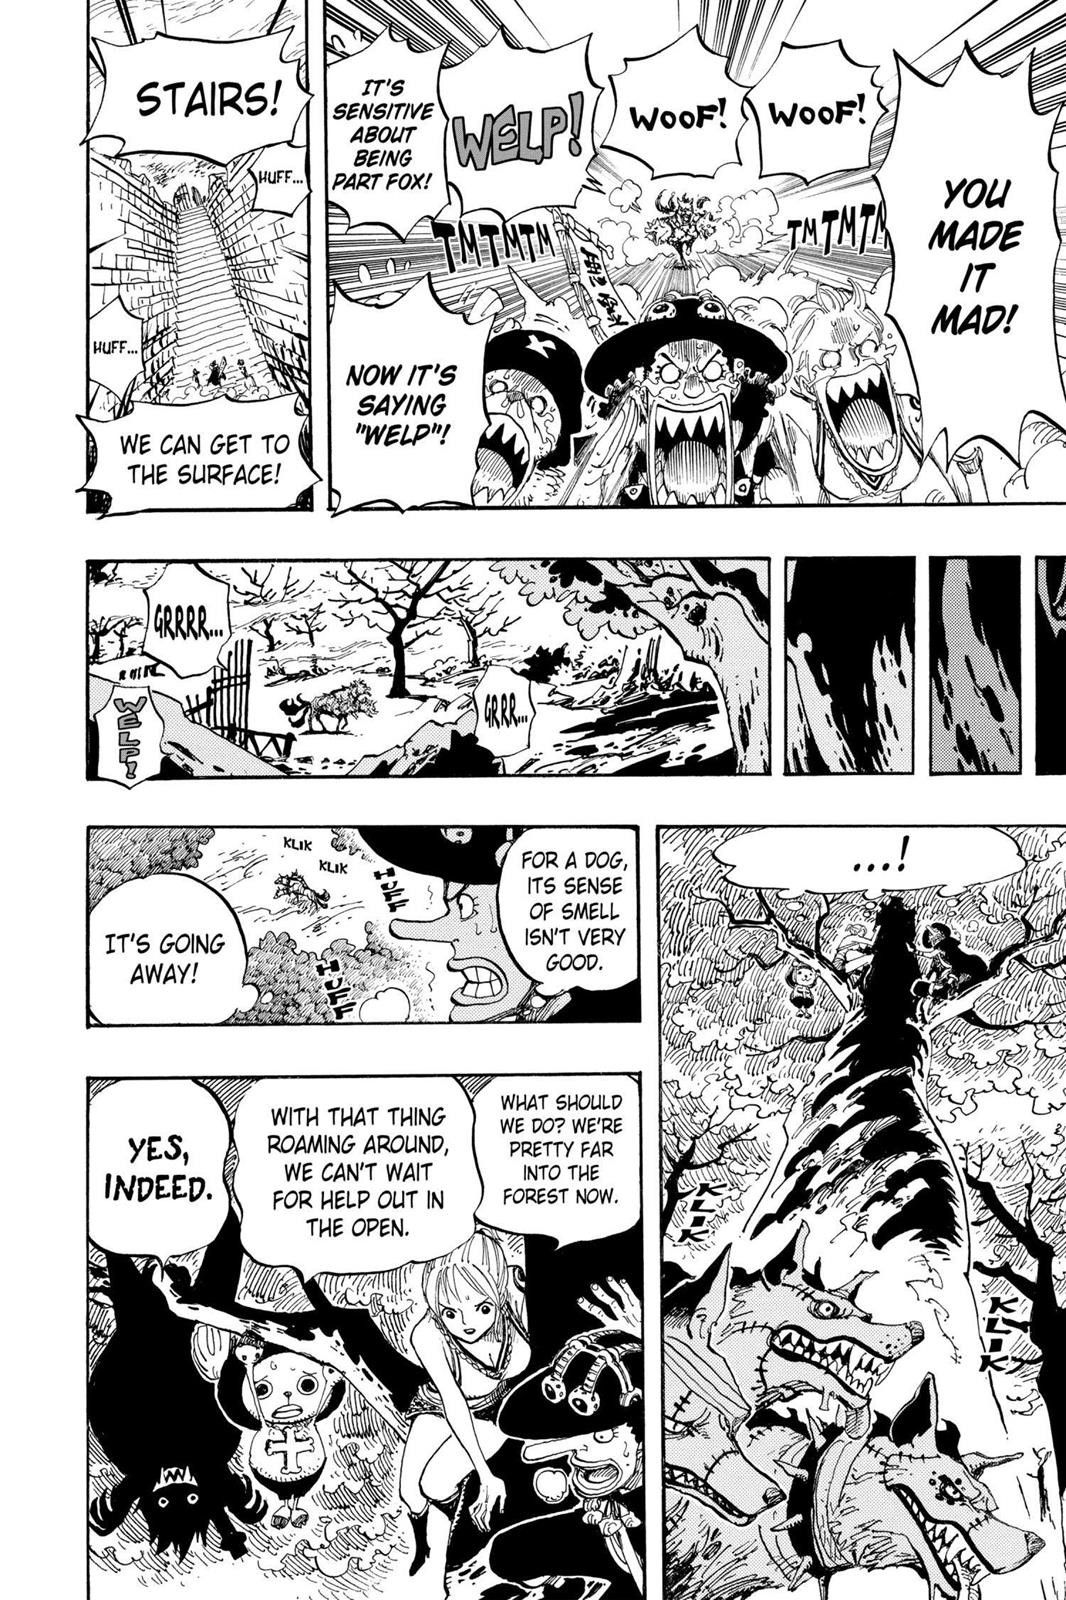 YOU
MADE
IT
MAD!
WOOF!
WOOF!
WELP!
IT'S
SENSITIVE
ABOUT
BEING
PART FOX!
TMTMTM
TMTMTM
NOW IT'S
SAYING
"WELP"!
STAIRS!
HUFF...
HUFF...
WE CAN GET TO
THE SURFACE!
GRRR...
GRRRR...
WELP!
...!
KLIK
KLIK
FOR A DOG,
ITS SENSE
OF SMELL
ISN'T VERY
GOOD.
KLIK
KLIK
HUFF
HUFF
IT'S GOING
AWAY!
WHAT SHOULD
WE DO? WE'RE
PRETTY FAR
INTO THE
FOREST NOW.
WITH THAT THING
ROAMING AROUND,
WE CAN'T WAIT
FOR HELP OUT IN
THE OPEN.
YES,
INDEED.